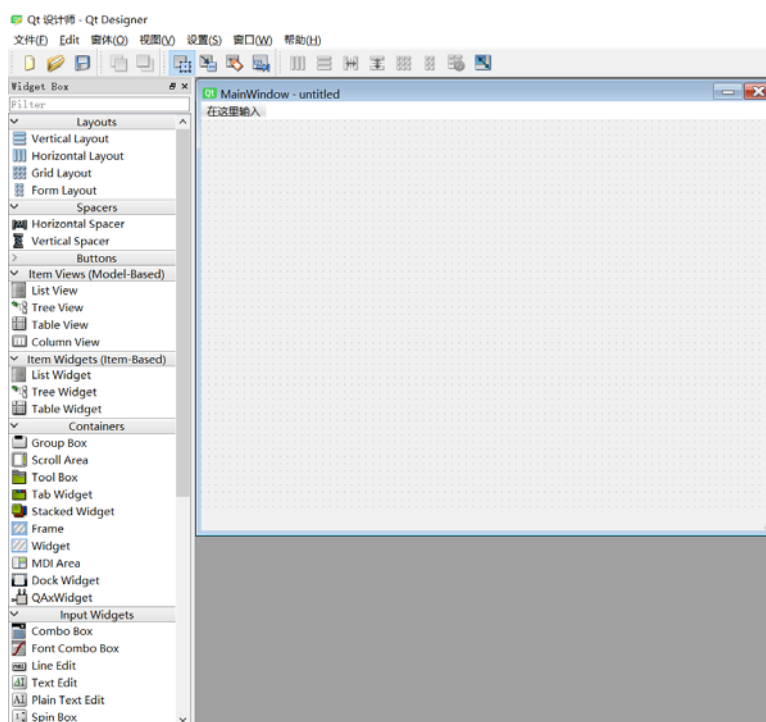 Qt 设计师 - Qt Designer
文件(F) Edit 窗体(O) 视图(V) 设置(S) 窗口(W) 帮助(H)
Widget Box
Filter
Layouts
Vertical Layout
Horizontal Layout
Grid Layout
Form Layout
Spacers
Horizontal Spacer
Vertical Spacer
Buttons
Item Views (Model-Based)
List View
Tree View
Table View
Column View
Item Widgets (Item-Based)
List Widget
Tree Widget
Table Widget
Containers
Group Box
Scroll Area
Tool Box
Tab Widget
Stacked Widget
Frame
Widget
MDI Area
Dock Widget
QAxWidget
Input Widgets
Combo Box
Font Combo Box
Line Edit
Text Edit
Plain Text Edit
Spin Box
MainWindow - untitled
在这里输入